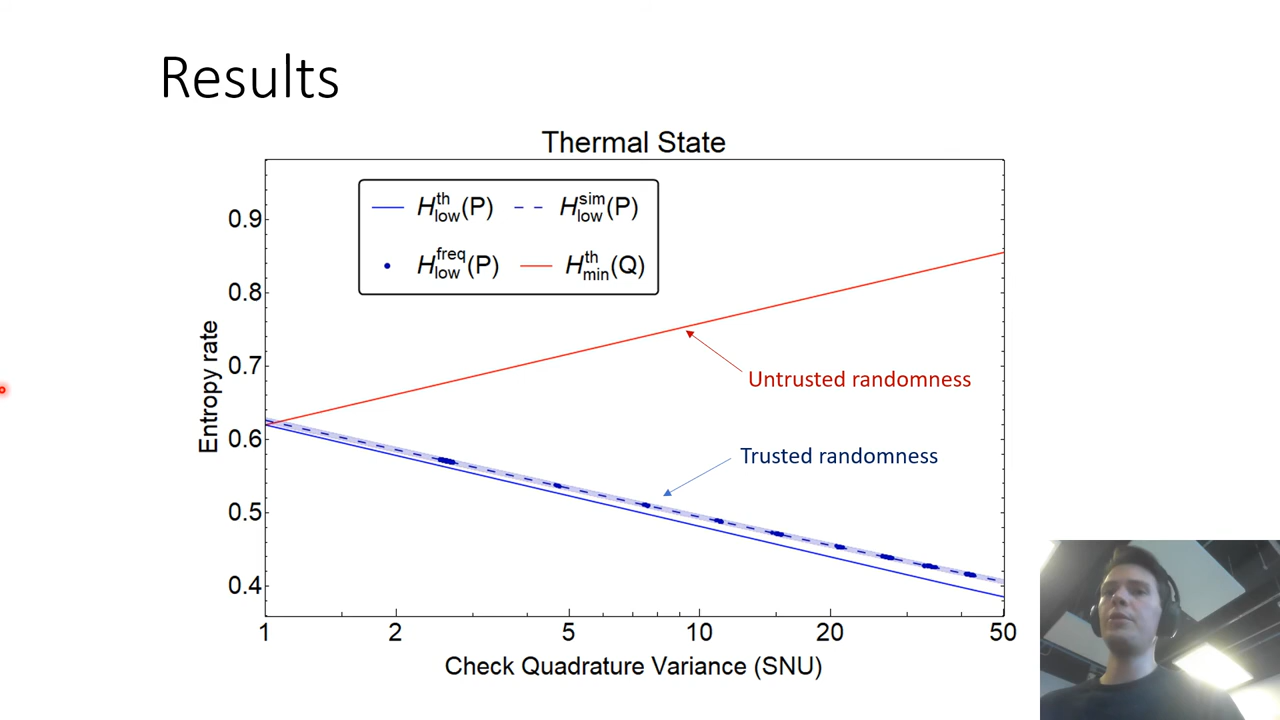 Results
Thermal State
H^th_low(P) H^sim_low(P)
H^freq_low(P) H^th_min(Q)
Entropy rate
0.9
0.8
0.7
0.6
0.5
0.4
Untrusted randomness
Trusted randomness
1 2 5 10 20 50
Check Quadrature Variance (SNU)